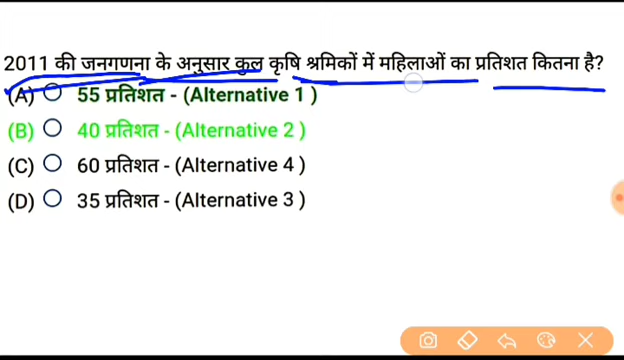 2011 की जनगणना के अनुसार कुल कृषि श्रमिकों में महिलाओं का प्रतिशत कितना है?
(A) 55 प्रतिशत - (Alternative 1 )
(B) 40 प्रतिशत - (Alternative 2 )
(C) 60 प्रतिशत - (Alternative 4 )
(D) 35 प्रतिशत - (Alternative 3 )